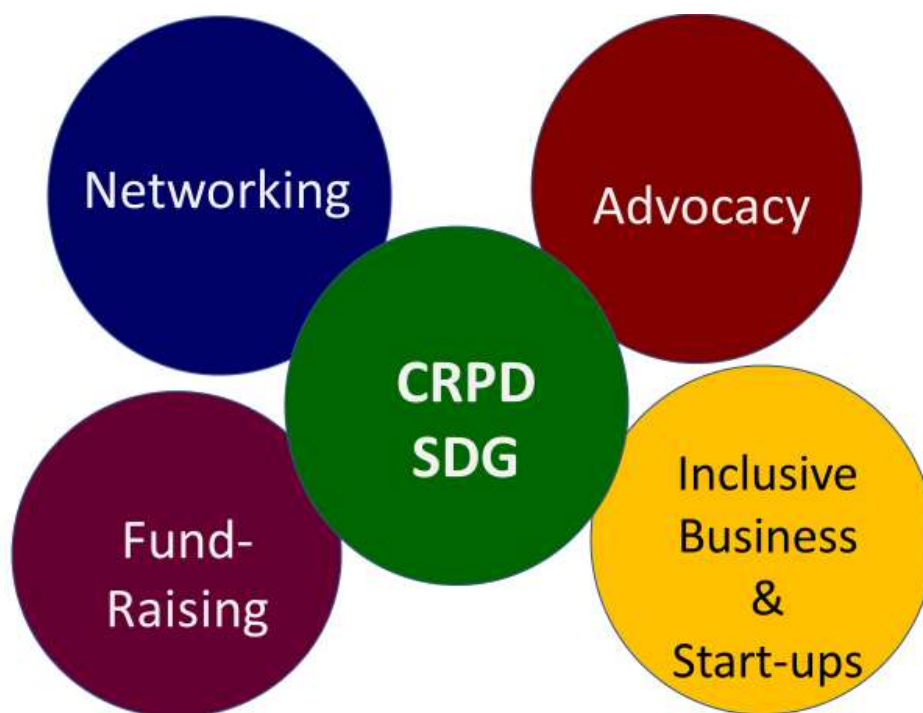 Networking
Advocacy
CRPD
SDG
Fund-
Raising
Inclusive
Business
&
Start-ups